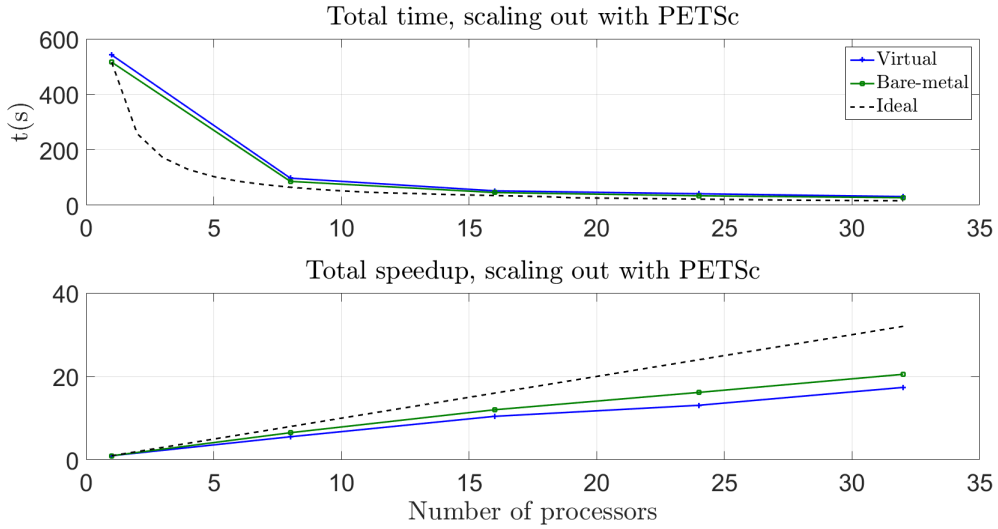 Total time, scaling out with PETSc
600
400
200
0
t(s)
Virtual
Bare-metal
Ideal
0 5 10 15 20 25 30 35
Total speedup, scaling out with PETSc
40
20
0
0 5 10 15 20 25 30 35
Number of processors